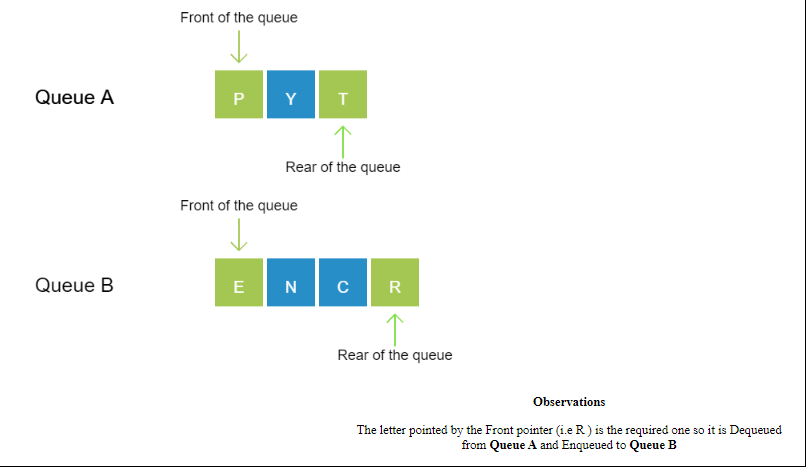 Front of the queue
Queue A
P Y T
Rear of the queue
Front of the queue
Queue B
E N C R
Rear of the queue
Observations
The letter pointed by the Front pointer (i.e R ) is the required one so it is Dequeued
from Queue A and Enqueued to Queue B